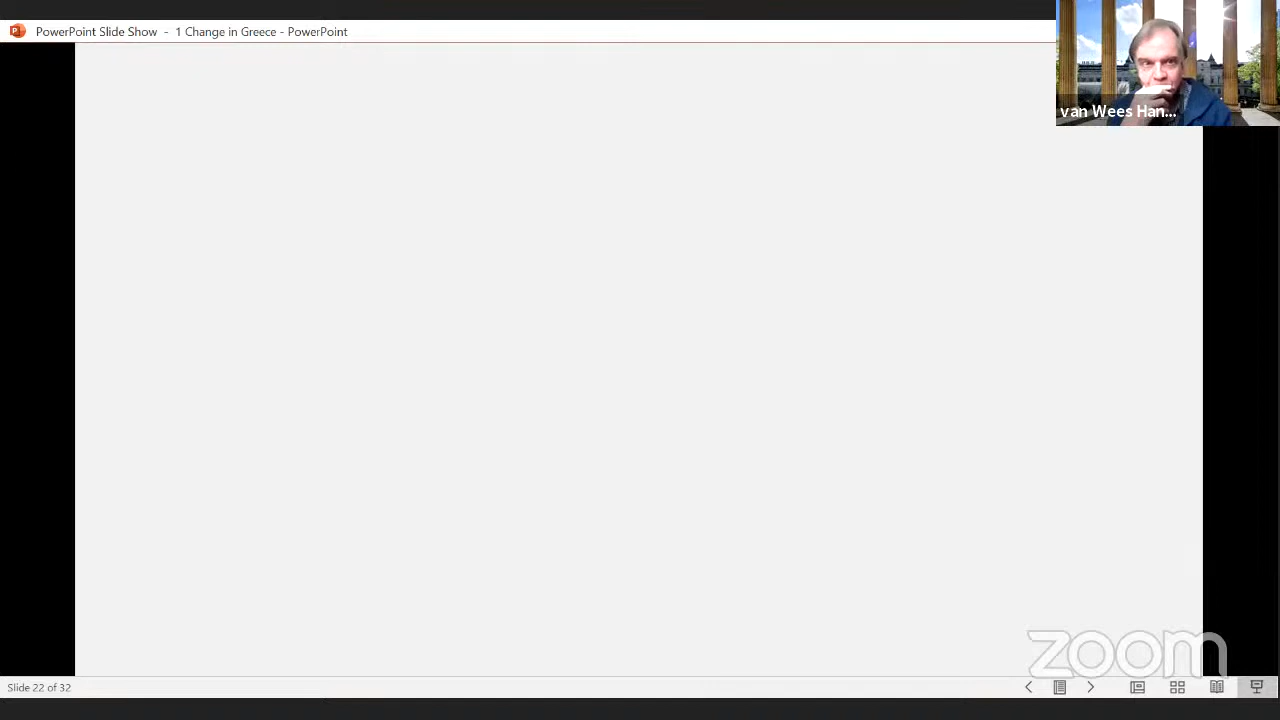 PowerPoint Slide Show - 1 Change in Greece - PowerPoint
van Wees Han...
zoom
Slide 22 of 32